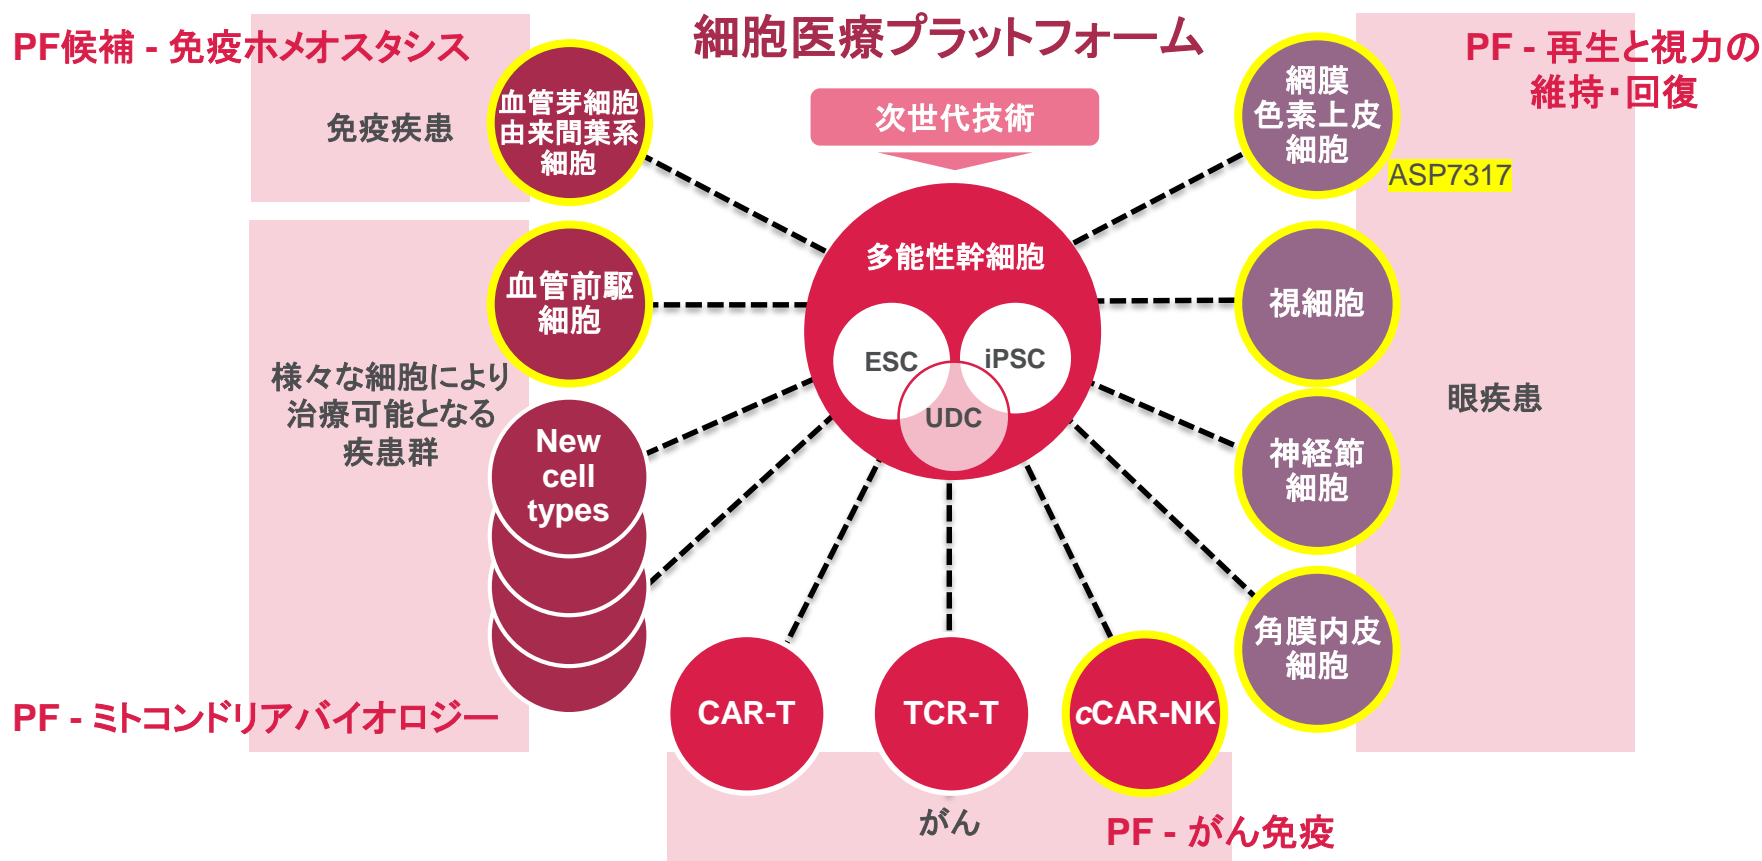 細胞医療プラットフォーム
PF候補 - 免疫ホメオスタシス
免疫疾患
血管芽細胞
由来間葉系
細胞
次世代技術
網膜
色素上皮
細胞
PF - 再生と視力の
維持・回復
ASP7317
多能性幹細胞
ESC
iPSC
UDC
血管前駆
細胞
様々な細胞により
治療可能となる
疾患群
New
cell
types
視細胞
眼疾患
神経節
細胞
角膜内皮
細胞
PF - ミトコンドリアバイオロジー
CAR-T
TCR-T
cCAR-NK
がん
PF - がん免疫